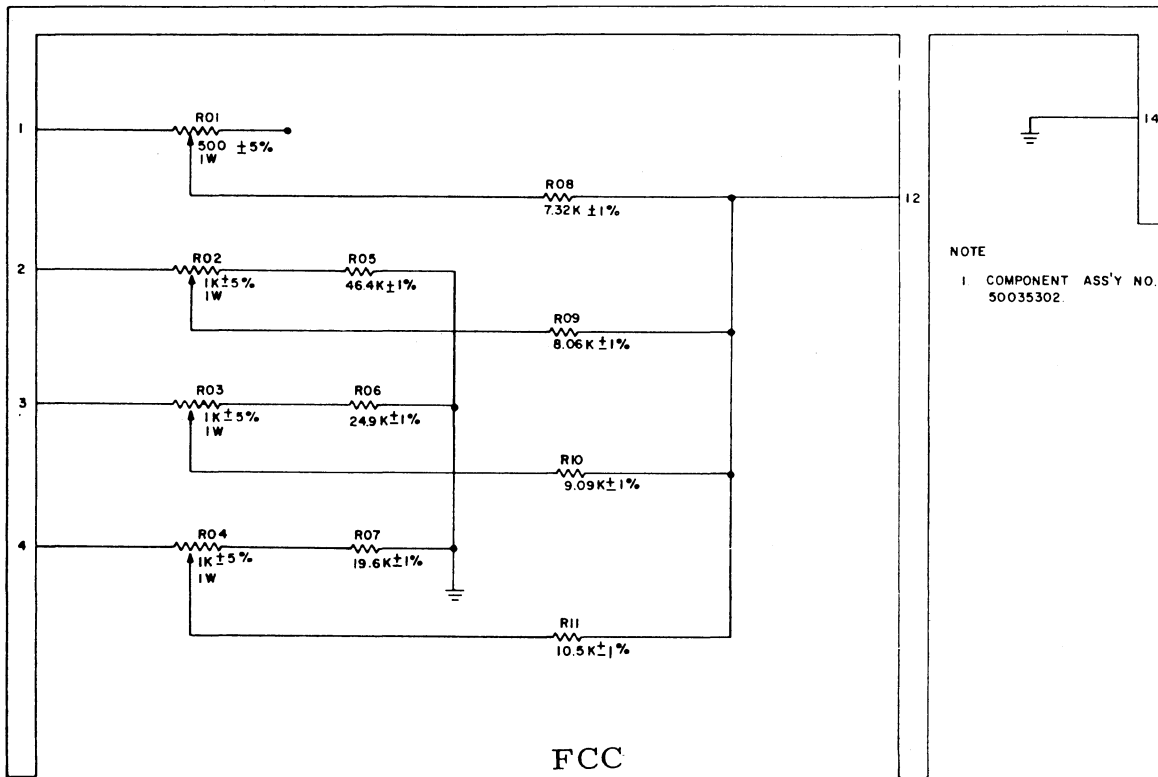 1
R01
500 ±5%
1W
R08
7.32K ±1%
12
14
2
R02
1K±5%
1W
R05
46.4K±1%
NOTE
1. COMPONENT ASS'Y NO.
50035302.
R09
8.06K±1%
3
R03
1K±5%
1W
R06
24.9K±1%
R10
9.09K±1%
4
R04
1K±5%
1W
R07
19.6K±1%
R11
10.5K±1%
FCC